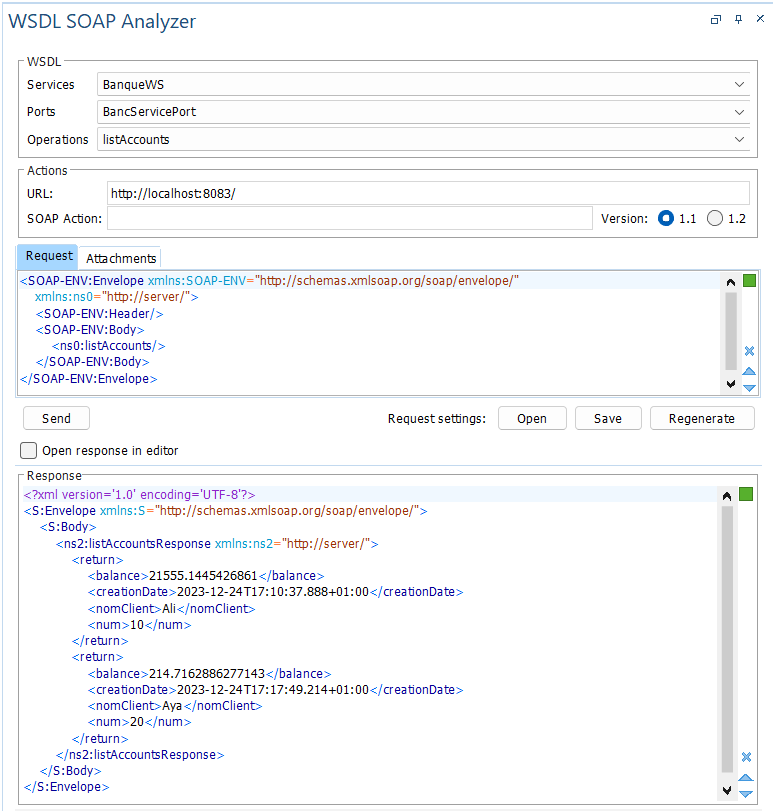 WSDL SOAP Analyzer
WSDL
Services BanqueWS
Ports BancServicePort
Operations listAccounts
Actions
URL: http://localhost:8083/
SOAP Action: Version: 1.1 1.2
Request Attachments
<SOAP-ENV:Envelope xmlns:SOAP-ENV="http://schemas.xmlsoap.org/soap/envelope/"
xmlns:ns0="http://server/">
<SOAP-ENV:Header/>
<SOAP-ENV:Body>
<ns0:listAccounts/>
</SOAP-ENV:Body>
</SOAP-ENV:Envelope>
Send Request settings: Open Save Regenerate
Open response in editor
Response
<?xml version='1.0' encoding='UTF-8'?>
<S:Envelope xmlns:S="http://schemas.xmlsoap.org/soap/envelope/">
<S:Body>
<ns2:listAccountsResponse xmlns:ns2="http://server/">
<return>
<balance>21555.1445426861</balance>
<creationDate>2023-12-24T17:10:37.888+01:00</creationDate>
<nomClient>Ali</nomClient>
<num>10</num>
</return>
<return>
<balance>214.7162886277143</balance>
<creationDate>2023-12-24T17:17:49.214+01:00</creationDate>
<nomClient>Aya</nomClient>
<num>20</num>
</return>
</ns2:listAccountsResponse>
</S:Body>
</S:Envelope>